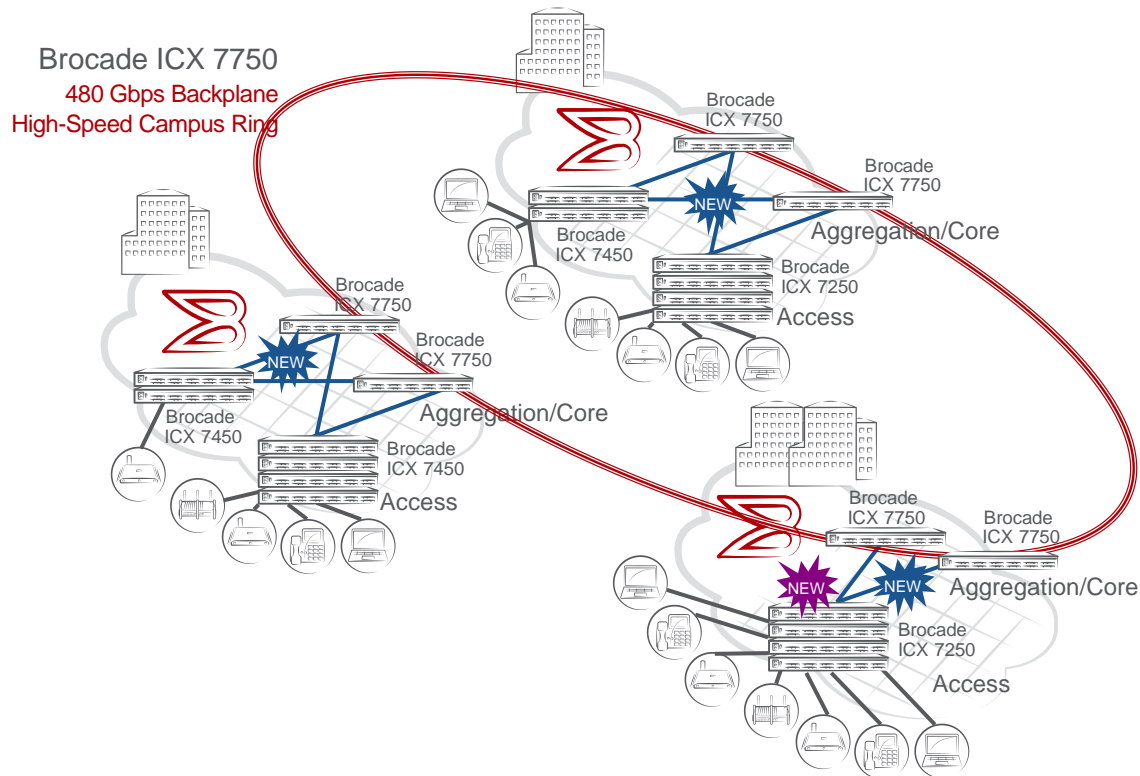 Brocade ICX 7750
480 Gbps Backplane
High-Speed Campus Ring
Brocade
ICX 7750
Brocade
ICX 7750
NEW
Aggregation/Core
Brocade
ICX 7450
Brocade
ICX 7250
Access
Brocade
ICX 7750
Brocade
ICX 7750
NEW
Aggregation/Core
Brocade
ICX 7450
Brocade
ICX 7450
Access
Brocade
ICX 7750
Brocade
ICX 7750
NEW
NEW
Aggregation/Core
Brocade
ICX 7250
Access